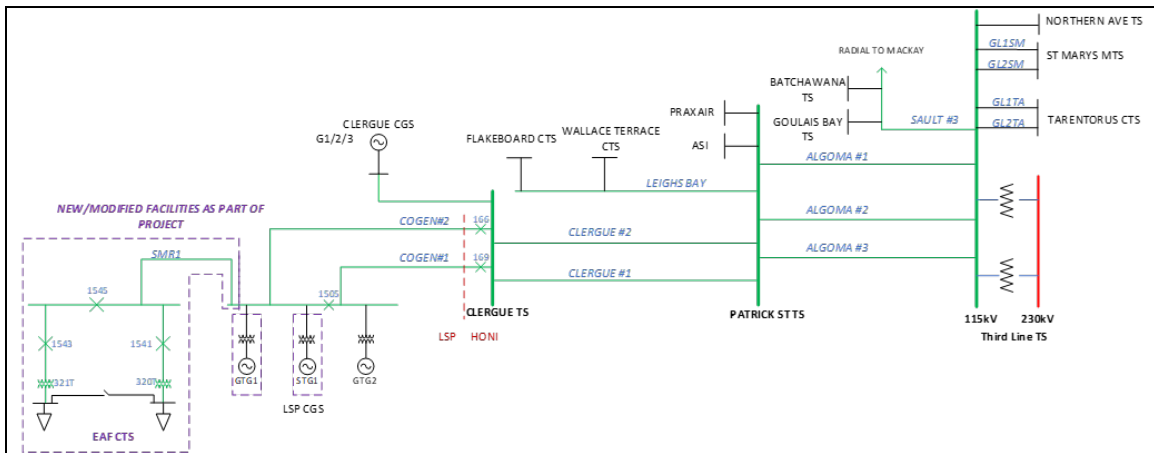 NORTHERN AVE TS
GL1SM
ST MARYS MTS
GL2SM
RADIAL TO MACKAY
BATCHAWANA
TS
GL1TA
PRAXAIR
GOULAIS BAY
TS
SAULT #3
GL2TA
TARENTORUS CTS
CLERGUE CGS
G1/2/3
FLAKEBOARD CTS
WALLACE TERRACE
CTS
ASI
ALGOMA #1
LEIGHS BAY
NEW/MODIFIED FACILITIES AS PART OF
PROJECT
COGEN#2
166
ALGOMA #2
CLERGUE #2
SMR1
COGEN#1
169
ALGOMA #3
CLERGUE #1
1545
1505
CLERGUE TS
PATRICK ST TS
115kV
230kV
LSP
HONI
Third Line TS
1543
1541
321T
320T
GTG1
STG1
GTG2
LSP CGS
EAF CTS